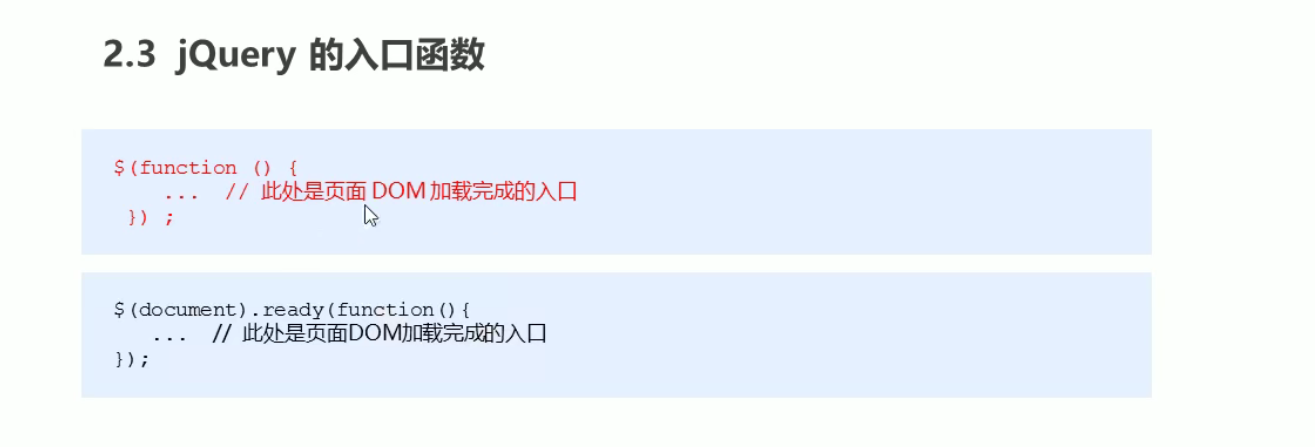 2.3 jQuery 的入口函数
$(function () {
... // 此处是页面 DOM 加载完成的入口
}) ;
$(document).ready(function(){
... // 此处是页面DOM加载完成的入口
});